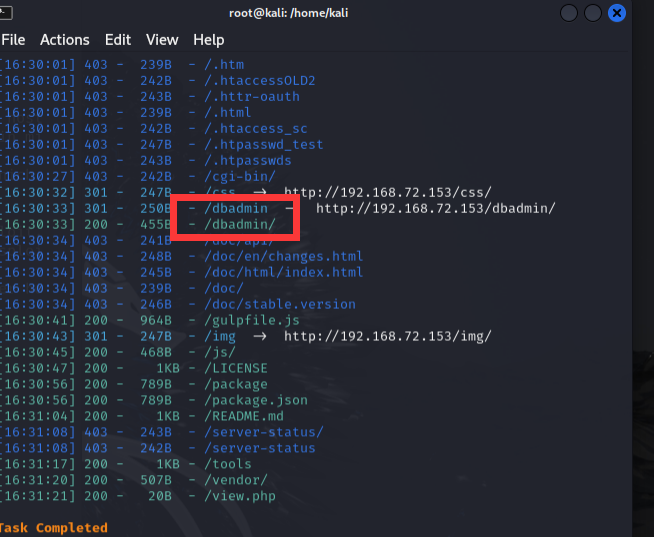 root@kali: /home/kali
File Actions Edit View Help
[16:30:01] 403 - 239B - /.htm
[16:30:01] 403 - 242B - /.htaccessOLD2
[16:30:01] 403 - 243B - /.httr-oauth
[16:30:01] 403 - 239B - /.html
[16:30:01] 403 - 242B - /.htaccess_sc
[16:30:01] 403 - 247B - /.htpasswd_test
[16:30:01] 403 - 243B - /.htpasswds
[16:30:27] 403 - 242B - /cgi-bin/
[16:30:32] 301 - 247B - /css → http://192.168.72.153/css/
[16:30:33] 301 - 250B - /dbadmin → http://192.168.72.153/dbadmin/
[16:30:33] 200 - 455B - /dbadmin/
[16:30:34] 403 - 241B - /doc/api/
[16:30:34] 403 - 248B - /doc/en/changes.html
[16:30:34] 403 - 245B - /doc/html/index.html
[16:30:34] 403 - 239B - /doc/
[16:30:34] 403 - 246B - /doc/stable.version
[16:30:41] 200 - 964B - /gulpfile.js
[16:30:43] 301 - 247B - /img → http://192.168.72.153/img/
[16:30:45] 200 - 468B - /js/
[16:30:47] 200 - 1KB - /LICENSE
[16:30:56] 200 - 789B - /package
[16:30:56] 200 - 789B - /package.json
[16:31:04] 200 - 1KB - /README.md
[16:31:08] 403 - 243B - /server-status/
[16:31:08] 403 - 242B - /server-status
[16:31:17] 200 - 1KB - /tools
[16:31:20] 200 - 507B - /vendor/
[16:31:21] 200 - 20B - /view.php
Task Completed